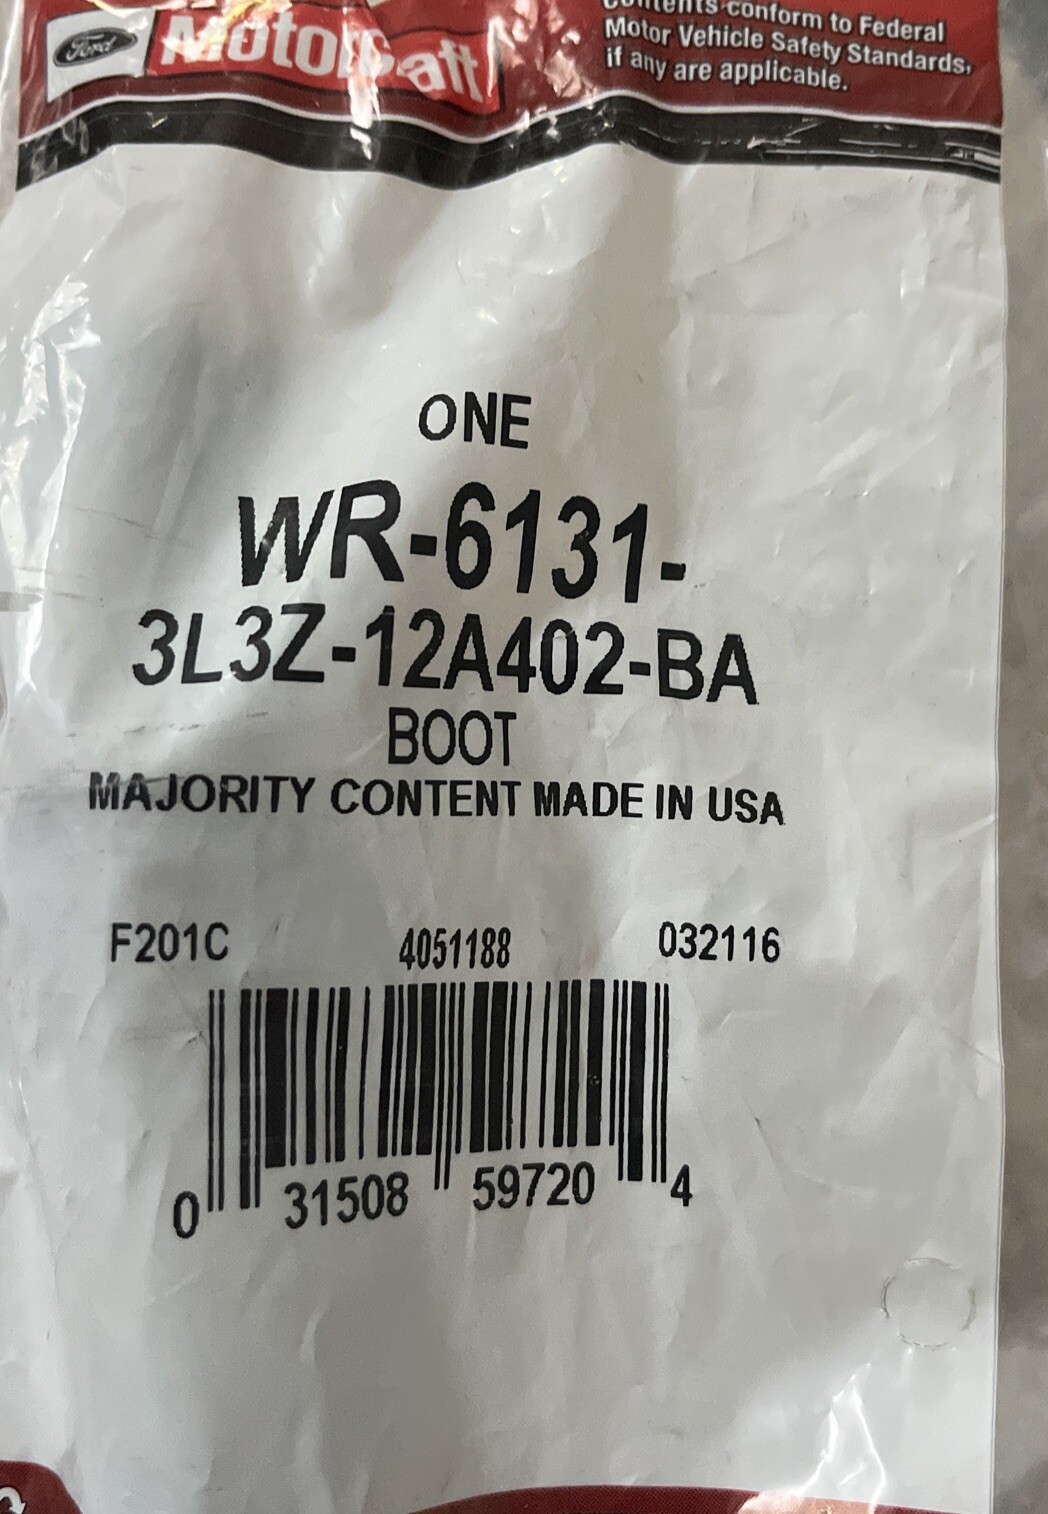 Ford
Motorcraft
Contents conform to Federal
Motor Vehicle Safety Standards,
if any are applicable.
ONE
WR-6131-
3L3Z-12A402-BA
BOOT
MAJORITY CONTENT MADE IN USA
F201C 4051188 032116
0 31508 59720 4